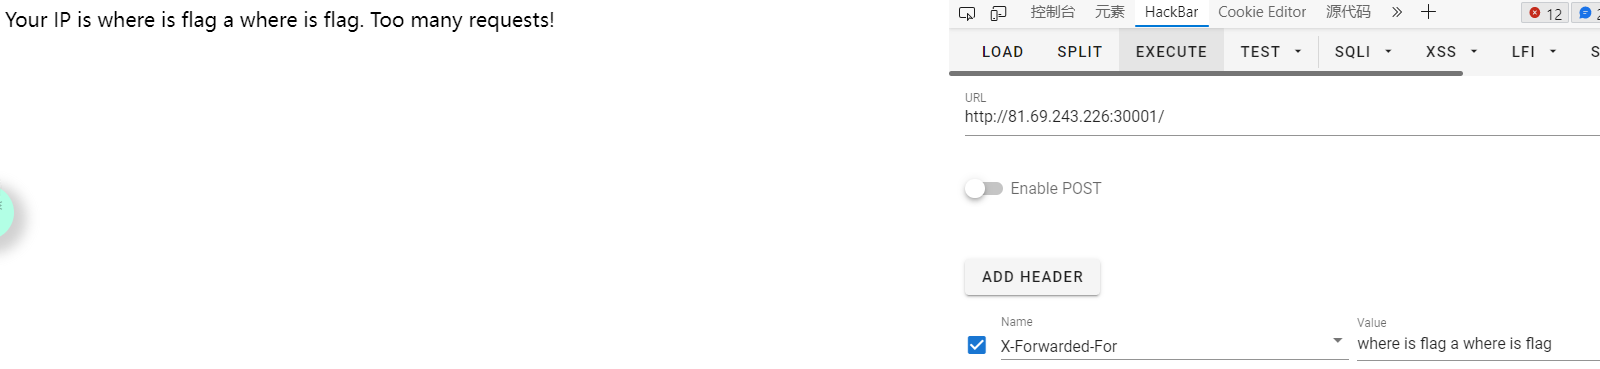 Your IP is where is flag a where is flag. Too many requests!
控制台 元素 HackBar Cookie Editor 源代码 » 12
LOAD SPLIT EXECUTE TEST SQLI XSS LFI
URL
http://81.69.243.226:30001/
Enable POST
ADD HEADER
Name Value
X-Forwarded-For where is flag a where is flag